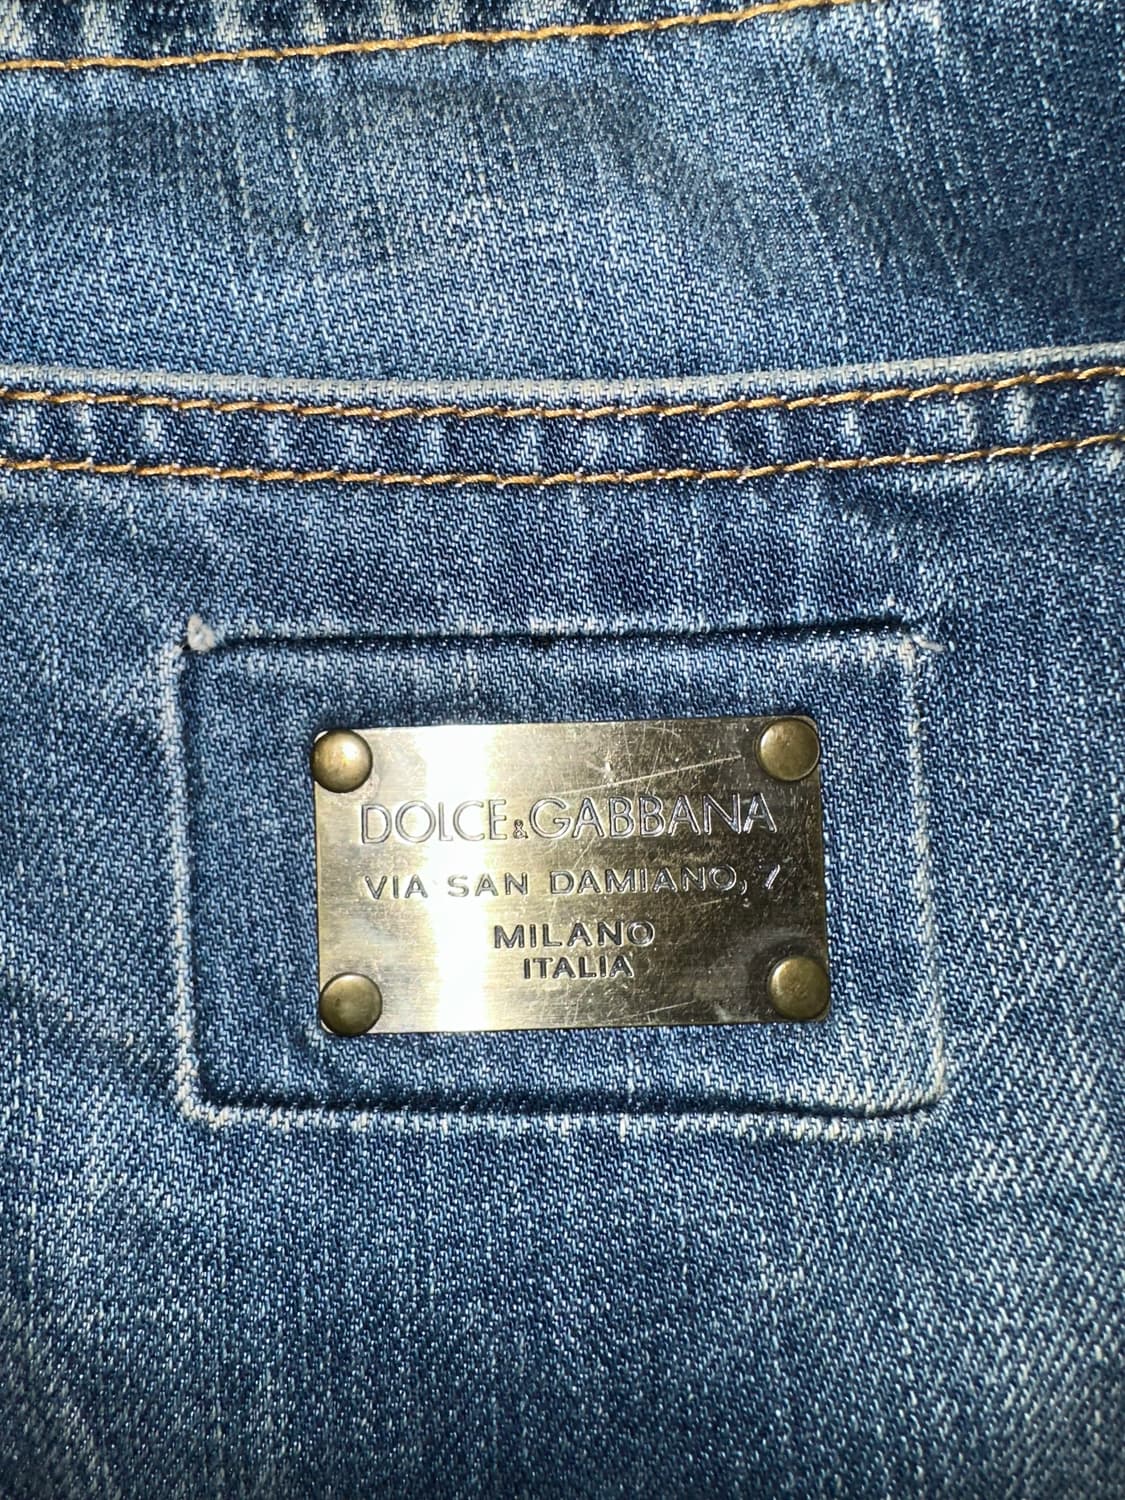 DOLCE&GABBANA
VIA SAN DAMIANO, 7
MILANO
ITALIA